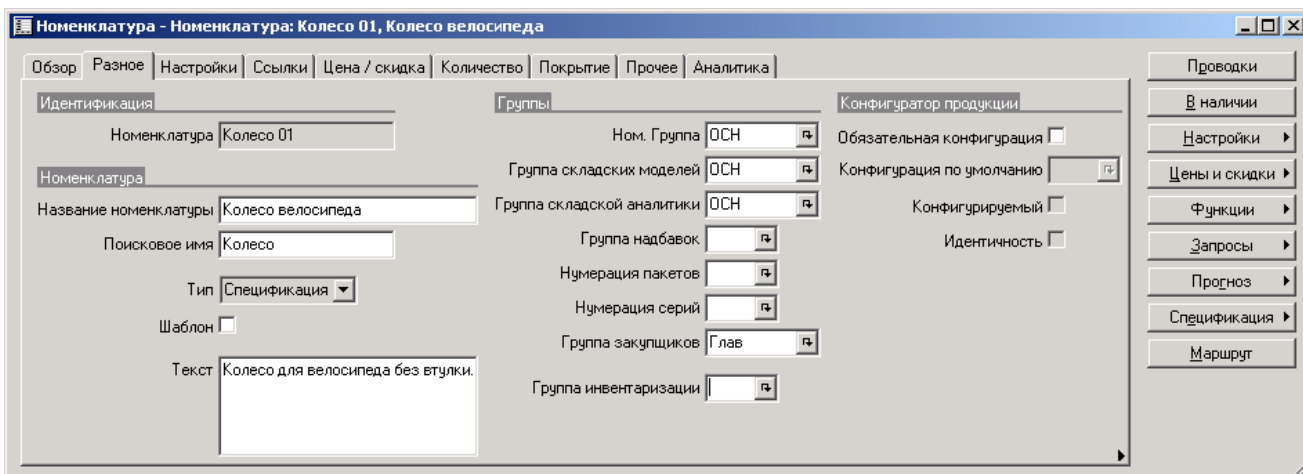 Номенклатура - Номенклатура: Колесо 01, Колесо велосипеда
Обзор Разное Настройки Ссылки Цена / скидка Количество Покрытие Прочее Аналитика
Идентификация
Номенклатура Колесо 01
Номенклатура
Название номенклатуры Колесо велосипеда
Поисковое имя Колесо
Тип Спецификация
Шаблон
Текст Колесо для велосипеда без втулки.
Группы
Ном. Группа ОСН
Группа складских моделей ОСН
Группа складской аналитики ОСН
Группа надбавок
Нумерация пакетов
Нумерация серий
Группа закупщиков Глав
Группа инвентаризации
Конфигуратор продукции
Обязательная конфигурация
Конфигурация по умолчанию
Конфигурируемый
Идентичность
Проводки
В наличии
Настройки
Цены и скидки
Функции
Запросы
Прогноз
Спецификация
Маршрут